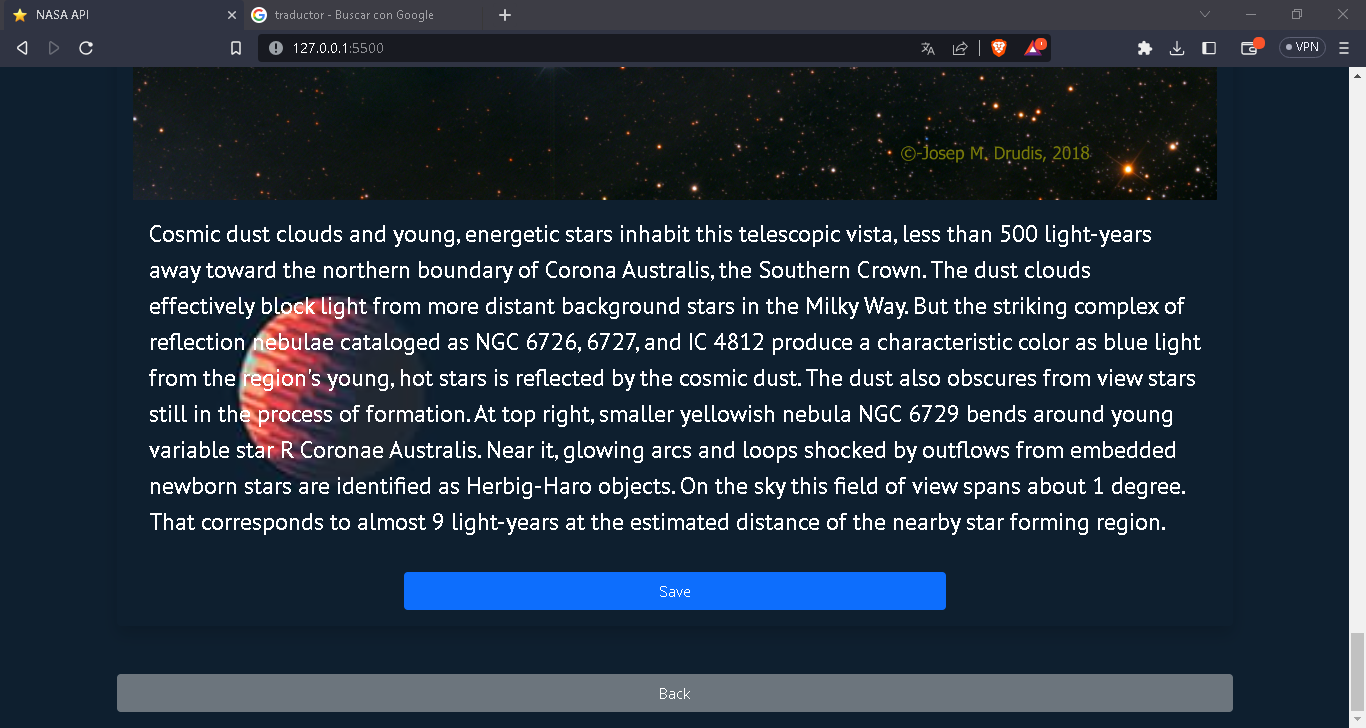 NASA API
traductor - Buscar con Google
127.0.0.1:5500
VPN
©-Josep M. Drudis, 2018
Cosmic dust clouds and young, energetic stars inhabit this telescopic vista, less than 500 light-years
away toward the northern boundary of Corona Australis, the Southern Crown. The dust clouds
effectively block light from more distant background stars in the Milky Way. But the striking complex of
reflection nebulae cataloged as NGC 6726, 6727, and IC 4812 produce a characteristic color as blue light
from the region's young, hot stars is reflected by the cosmic dust. The dust also obscures from view stars
still in the process of formation. At top right, smaller yellowish nebula NGC 6729 bends around young
variable star R Coronae Australis. Near it, glowing arcs and loops shocked by outflows from embedded
newborn stars are identified as Herbig-Haro objects. On the sky this field of view spans about 1 degree.
That corresponds to almost 9 light-years at the estimated distance of the nearby star forming region.
Save
Back